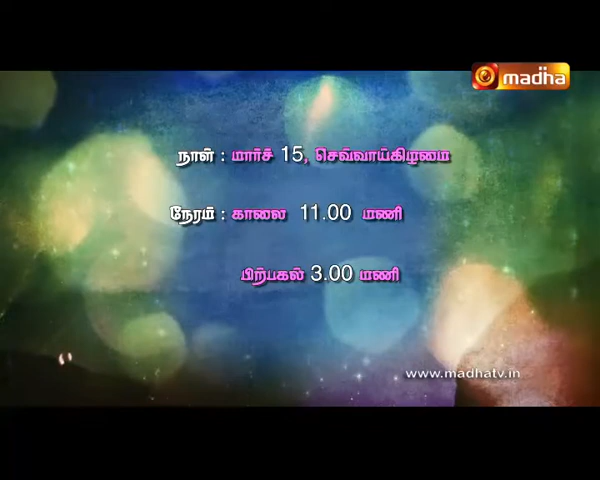 madha
நாள் : மார்ச் 15, செவ்வாய்கிழமை
நேரம் : காலை 11.00 மணி
பிற்பகல் 3.00 மணி
www.madhatv.in